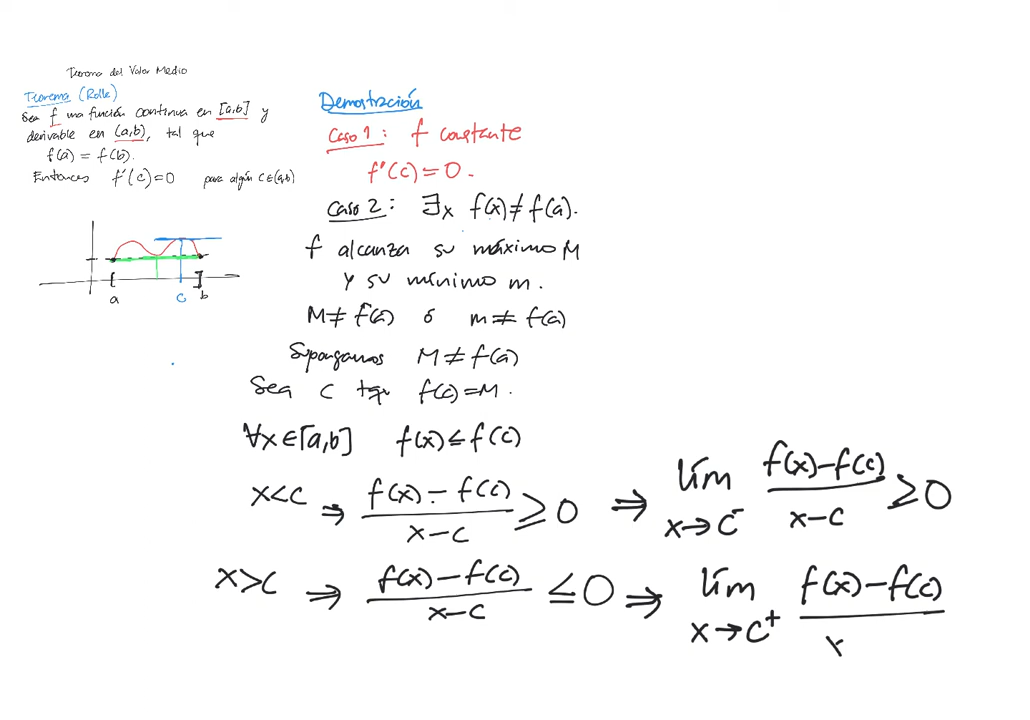 Teorema del Valor Medio
Teorema (Rolle)
Sea f una función continua en [a,b] y
derivable en (a,b), tal que
f(a) = f(b).
Entonces f'(c)=0 para algún c∈(a,b)
a
c
b
Demostración
Caso 1: f constante
f'(c)=0.
Caso 2: ∃x f(x)≠f(a).
f alcanza su máximo M
y su mínimo m.
M≠f(a) ó m≠f(a)
Supongamos M≠f(a)
Sea c tq f(c)=M.
∀x∈[a,b] f(x)≤f(c)
x<c ⇒ (f(x)-f(c))/(x-c) ≥0 ⇒ lím x→c⁻ (f(x)-f(c))/(x-c) ≥0
x>c ⇒ (f(x)-f(c))/(x-c) ≤0 ⇒ lím x→c⁺ (f(x)-f(c))/